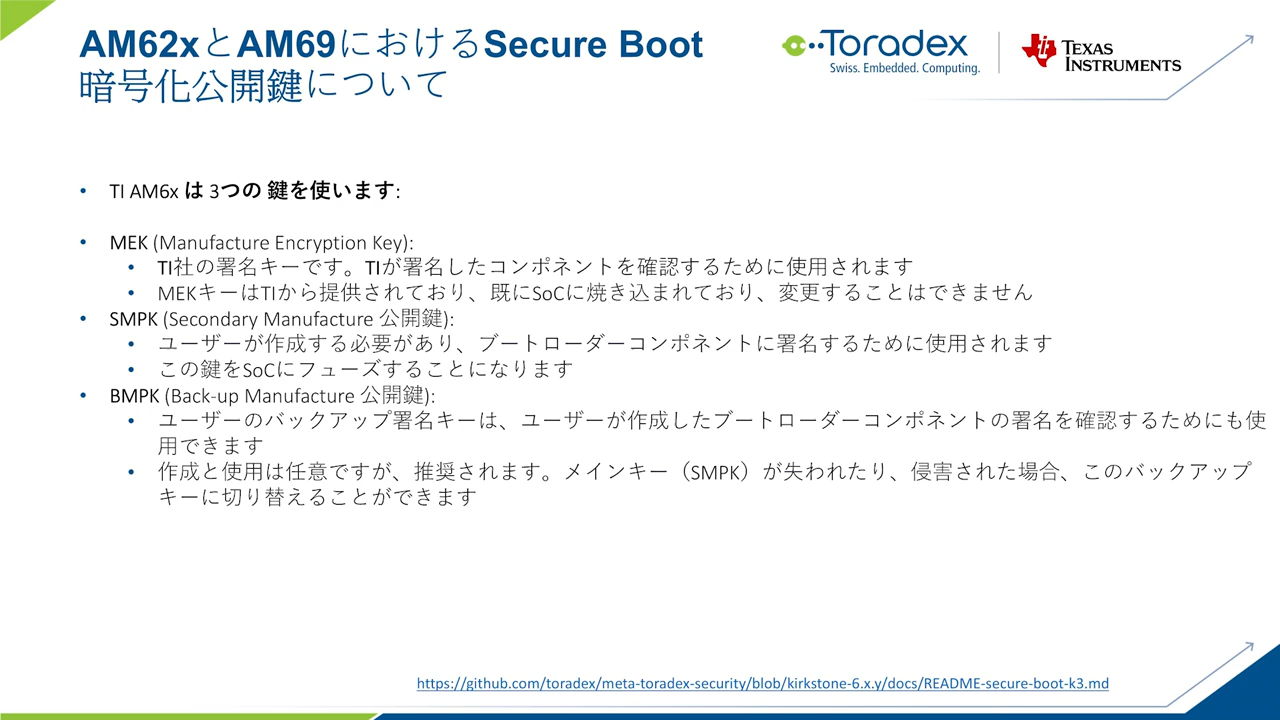 AM62xとAM69におけるSecure Boot
暗号化公開鍵について
Toradex
Swiss. Embedded. Computing.
TEXAS
INSTRUMENTS
• TI AM6x は 3つの 鍵を使います:
• MEK (Manufacture Encryption Key):
• TI社の署名キーです。TIが署名したコンポネントを確認するために使用されます
• MEKキーはTIから提供されており、既にSoCに焼き込まれており、変更することはできません
• SMPK (Secondary Manufacture 公開鍵):
• ユーザーが作成する必要があり、ブートローダーコンポネントに署名するために使用されます
• この鍵をSoCにフューズすることになります
• BMPK (Back-up Manufacture 公開鍵):
• ユーザーのバックアップ署名キーは、ユーザーが作成したブートローダーコンポネントの署名を確認するためにも使
用できます
• 作成と使用は任意ですが、推奨されます。メインキー（SMPK）が失われたり、侵害された場合、このバックアップ
キーに切り替えることができます
https://github.com/toradex/meta-toradex-security/blob/kirkstone-6.x.y/docs/README-secure-boot-k3.md